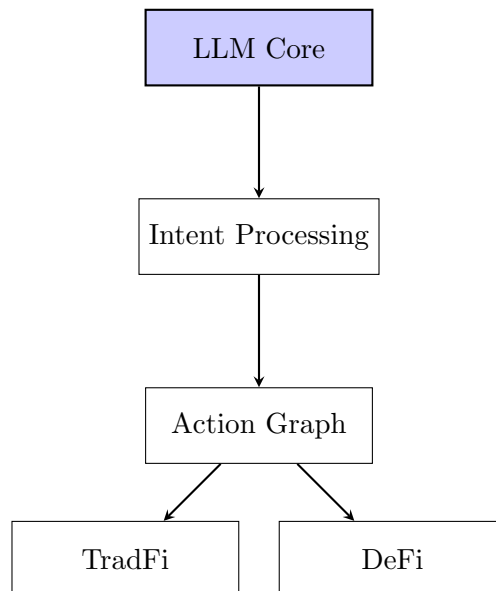 LLM Core
Intent Processing
Action Graph
TradFi
DeFi